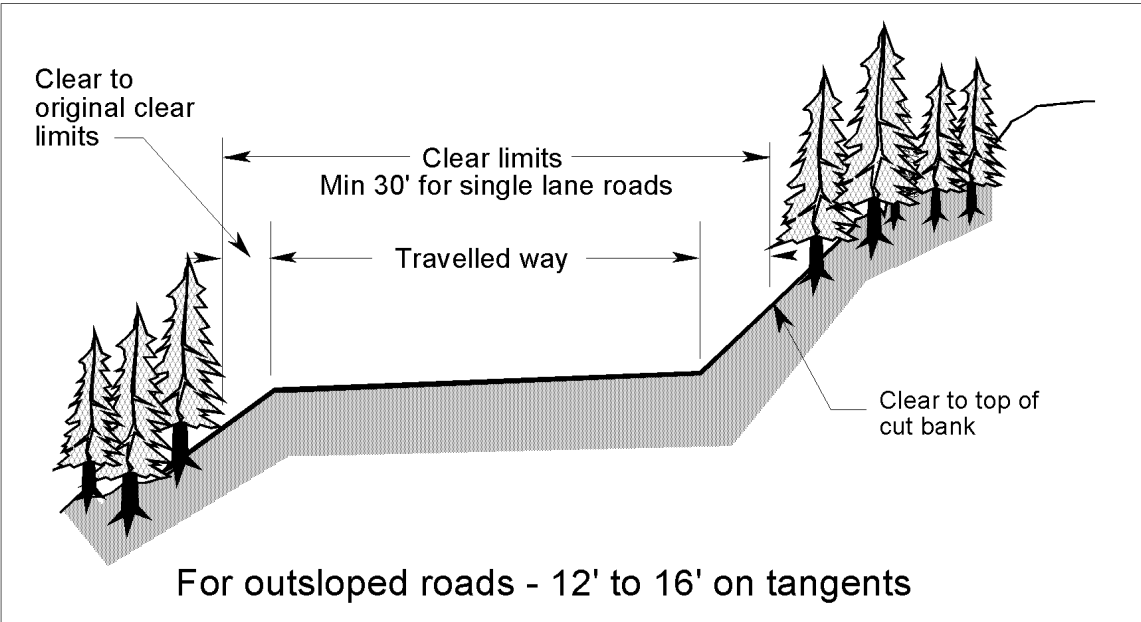 Clear to
original clear
limits
Clear limits
Min 30' for single lane roads
Travelled way
Clear to top of
cut bank
For outsloped roads - 12' to 16' on tangents